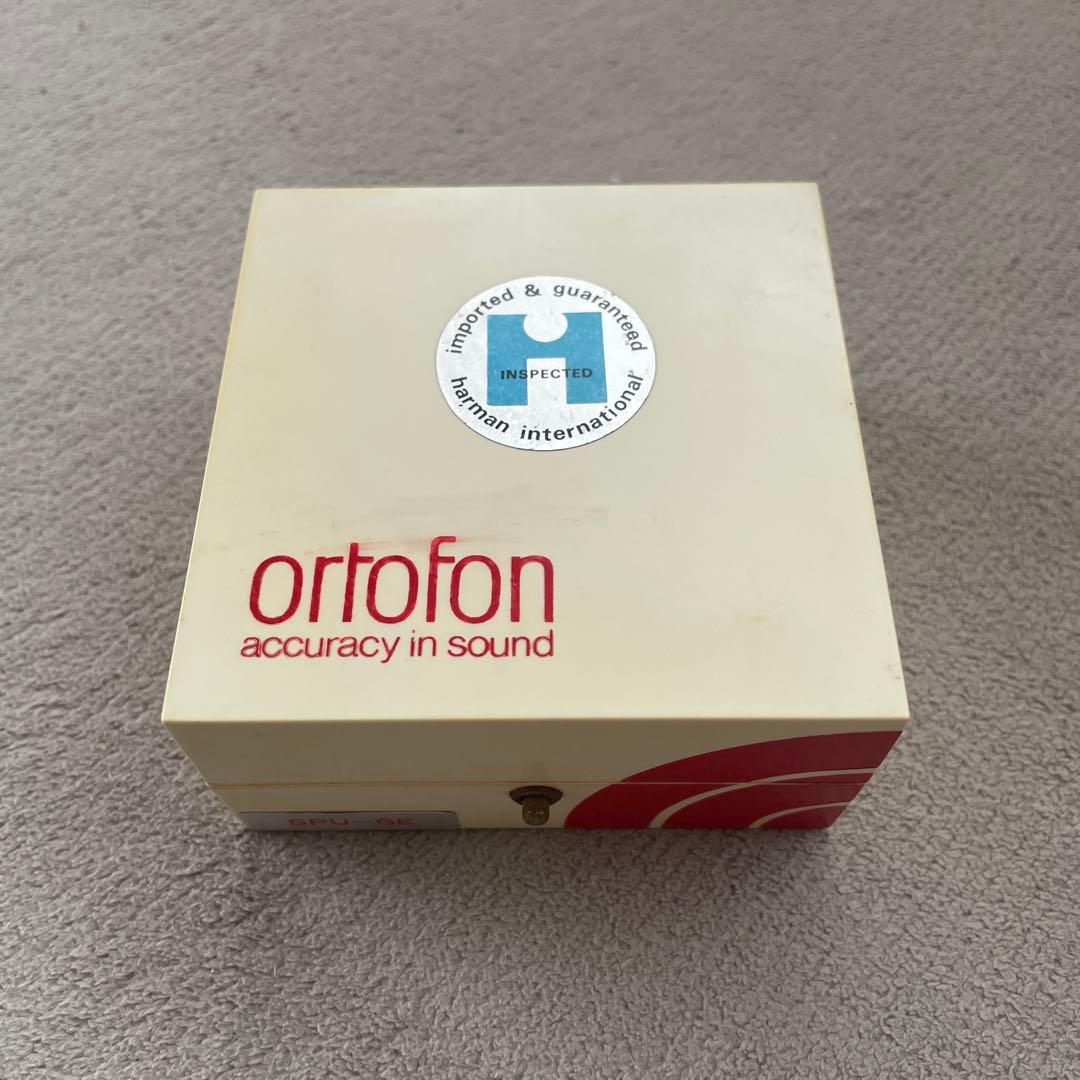 imported & guaranteed
INSPECTED
harman international
ortofon
accuracy in sound
SPU-GE